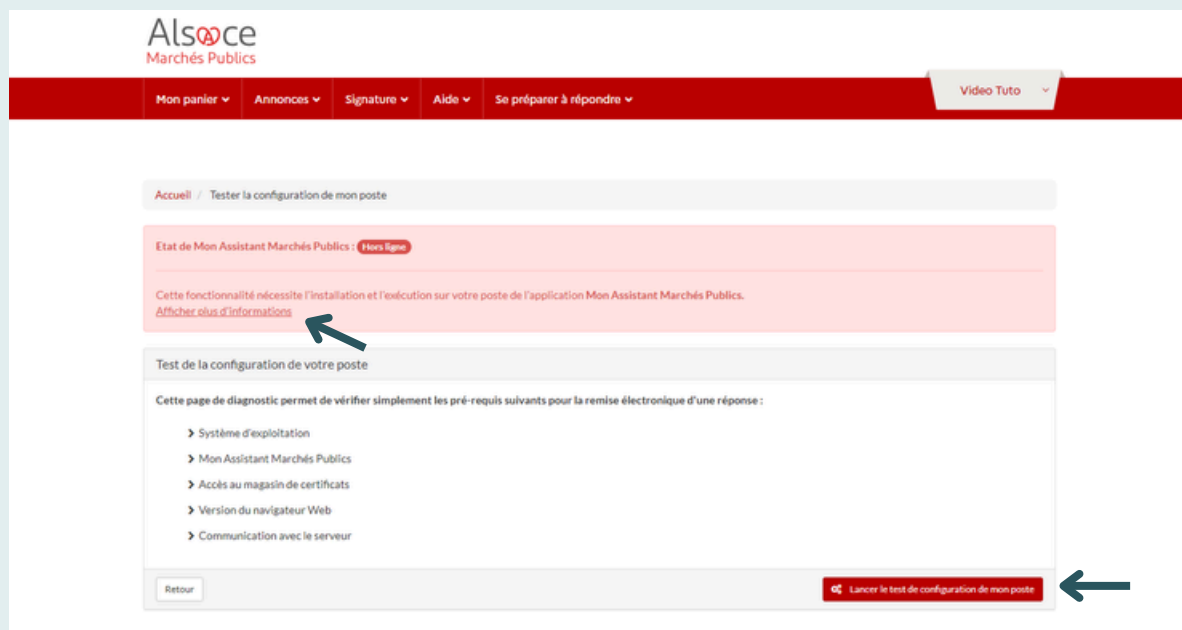 Alsace
Marchés Publics
Mon panier Annonces Signature Aide Se préparer à répondre Video Tuto
Accueil / Tester la configuration de mon poste
Etat de Mon Assistant Marchés Publics : Hors ligne
Cette fonctionnalité nécessite l'installation et l'exécution sur votre poste de l'application Mon Assistant Marchés Publics.
Afficher plus d'informations
Test de la configuration de votre poste
Cette page de diagnostic permet de vérifier simplement les pré-requis suivants pour la remise électronique d'une réponse :
Système d'exploitation
Mon Assistant Marchés Publics
Accès au magasin de certificats
Version du navigateur Web
Communication avec le serveur
Retour Lancer le test de configuration de mon poste